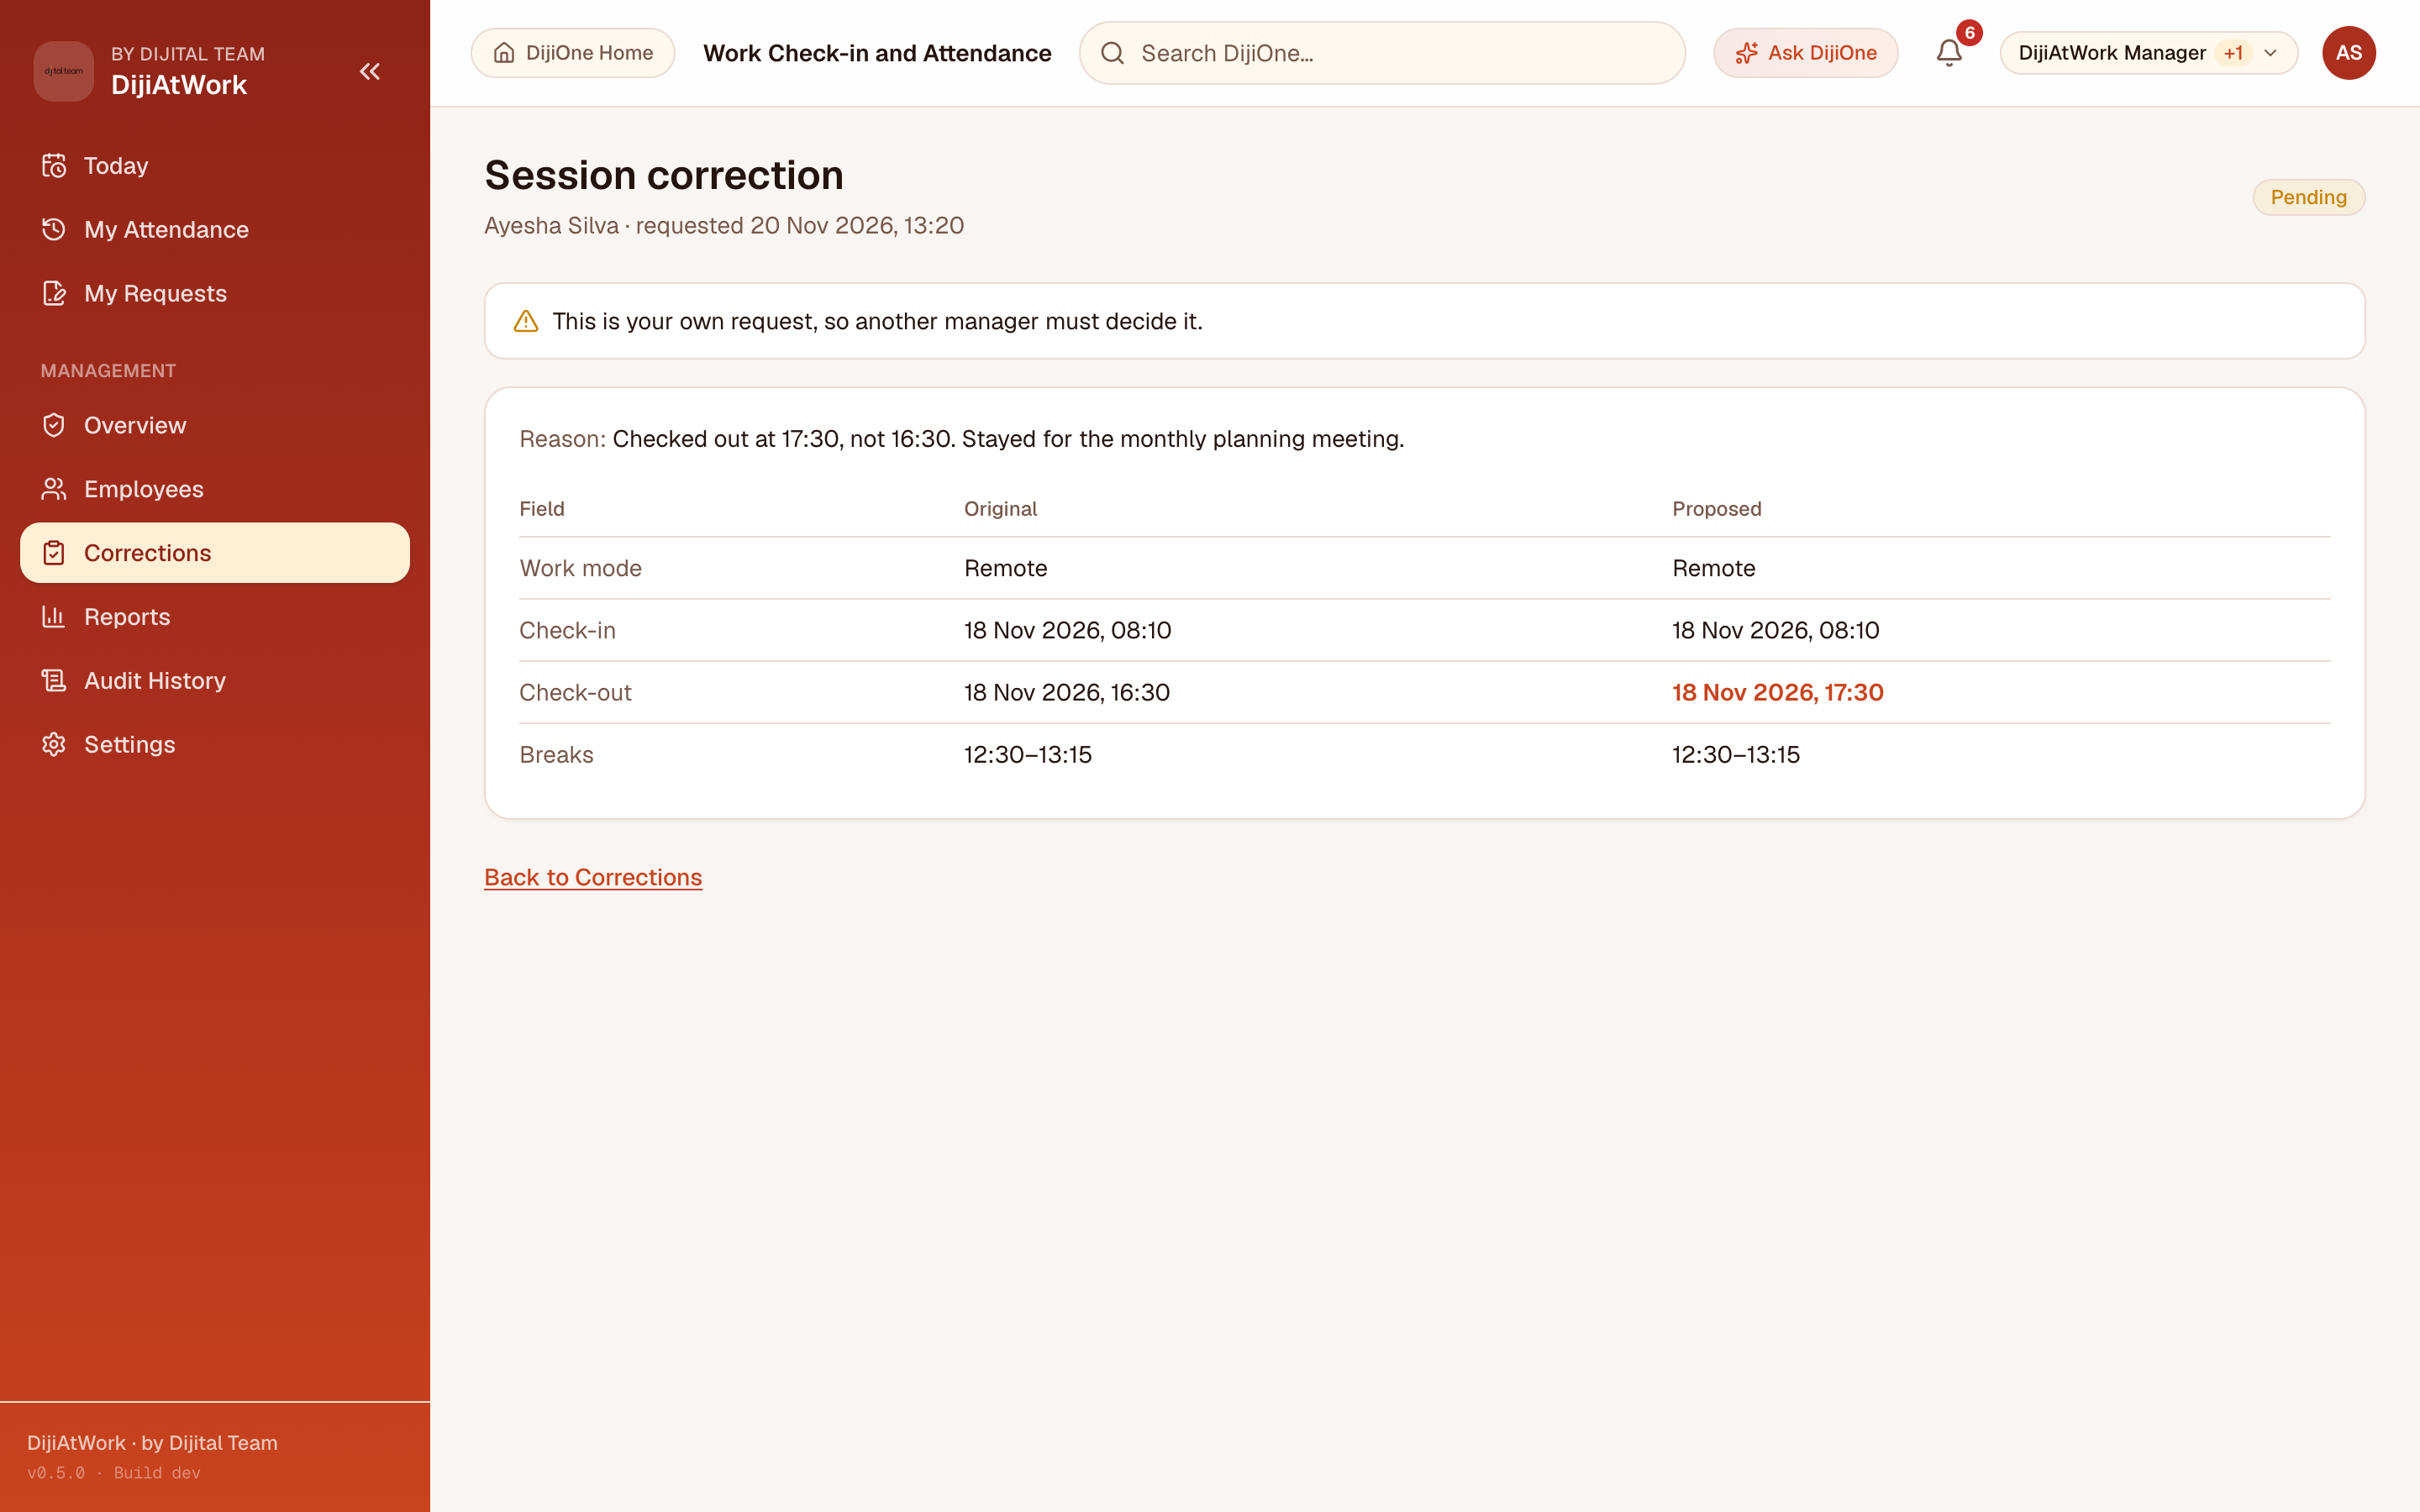 dijital team
BY DIJITAL TEAM
DijiAtWork
Today
My Attendance
My Requests
MANAGEMENT
Overview
Employees
Corrections
Reports
Audit History
Settings
DijiAtWork · by Dijital Team
v0.5.0 · Build dev
DijiOne Home
Work Check-in and Attendance
Search DijiOne...
Ask DijiOne
6
DijiAtWork Manager +1
AS
Session correction
Ayesha Silva · requested 20 Nov 2026, 13:20
Pending
This is your own request, so another manager must decide it.
Reason: Checked out at 17:30, not 16:30. Stayed for the monthly planning meeting.
Field Original Proposed
Work mode Remote Remote
Check-in 18 Nov 2026, 08:10 18 Nov 2026, 08:10
Check-out 18 Nov 2026, 16:30 18 Nov 2026, 17:30
Breaks 12:30–13:15 12:30–13:15
Back to Corrections